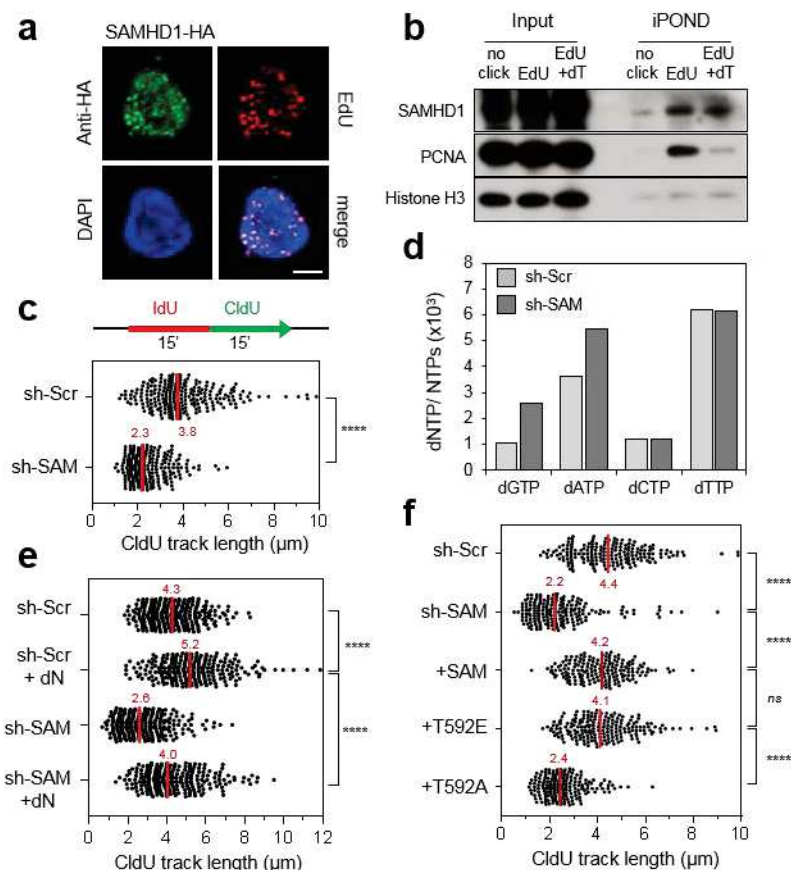 a
SAMHD1-HA
Anti-HA
EdU
DAPI
merge
b
Input
iPOND
no click
EdU
EdU +dT
no click
EdU
EdU +dT
SAMHD1
PCNA
Histone H3
c
IdU
CldU
15'
15'
sh-Scr
2.3
3.8
sh-SAM
****
0 2 4 6 8 10
CldU track length (μm)
d
sh-Scr
sh-SAM
dNTP/ NTPs (x10³)
8
7
6
5
4
3
2
1
0
dGTP dATP dCTP dTTP
e
4.3
sh-Scr
5.2
sh-Scr
+ dN
2.6
sh-SAM
4.0
sh-SAM
+dN
****
****
0 2 4 6 8 10 12
CldU track length (μm)
f
sh-Scr
2.2
4.4
sh-SAM
4.2
+SAM
4.1
+T592E
2.4
+T592A
****
****
ns
****
0 2 4 6 8 10
CldU track length (μm)